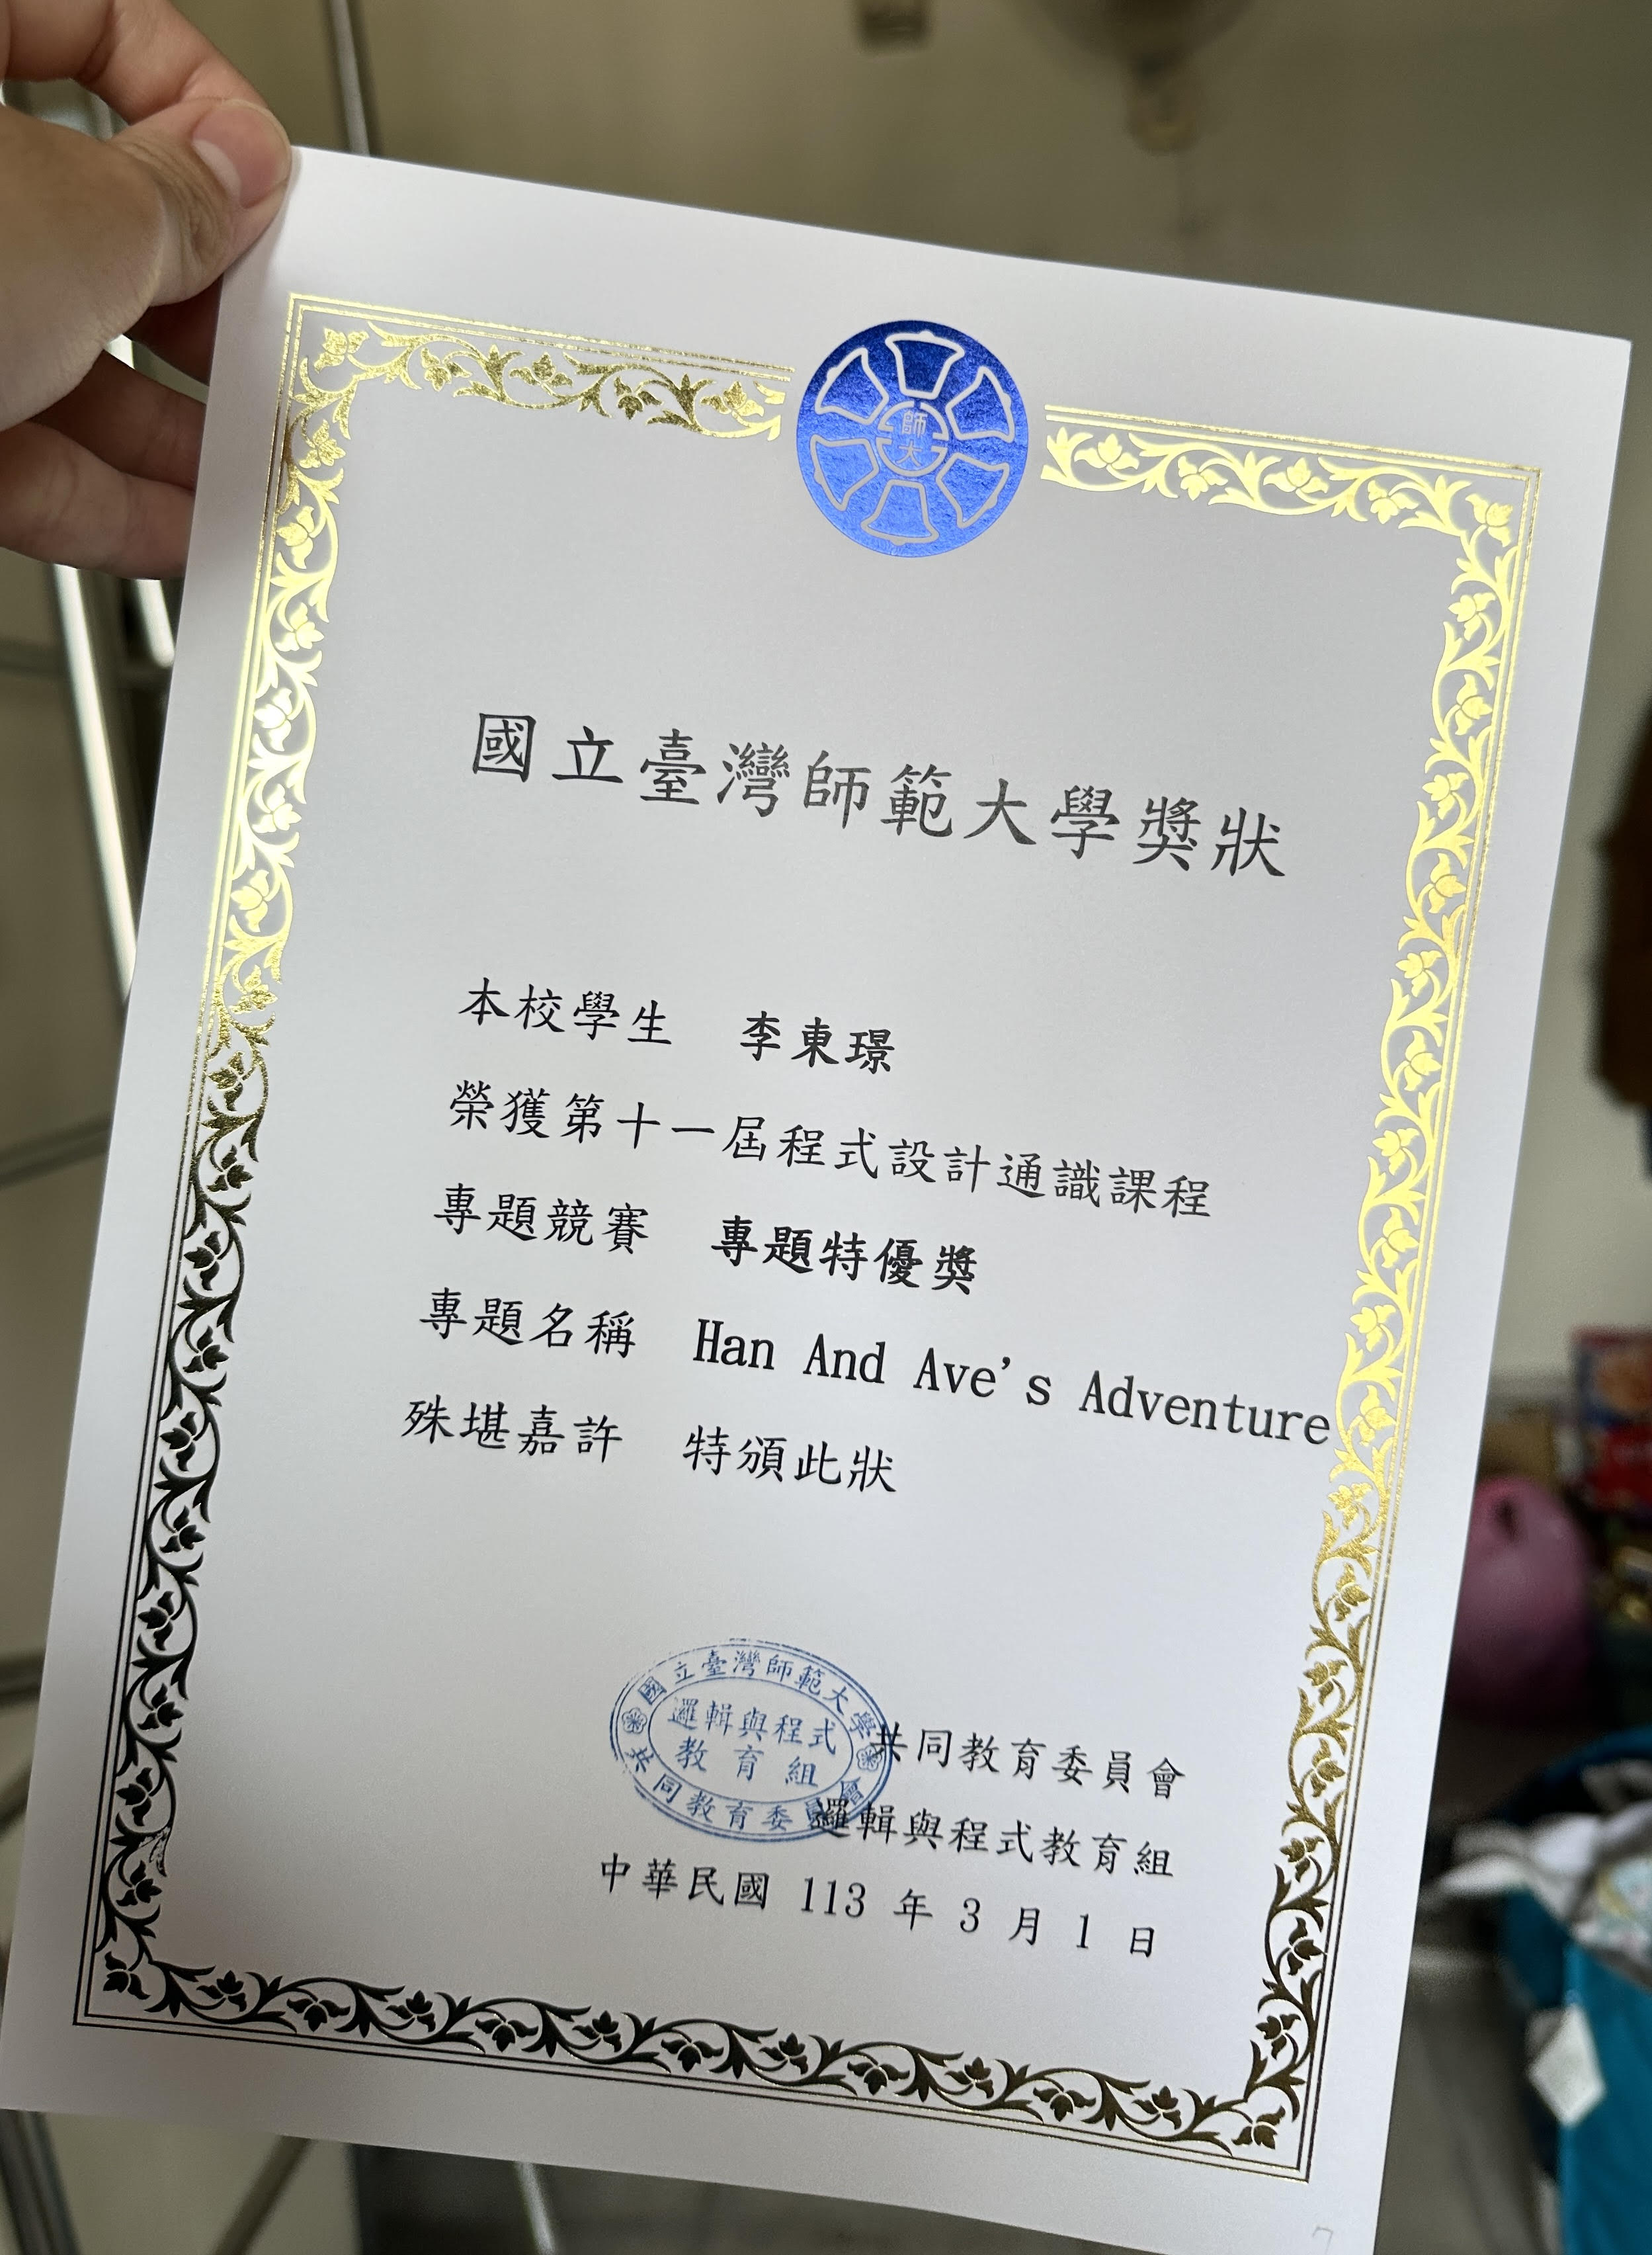 師大
國立臺灣師範大學獎狀
本校學生 李東璟
榮獲第十一屆程式設計通識課程
專題競賽 專題特優獎
專題名稱 Han And Ave's Adventure
殊堪嘉許 特頒此狀
國立臺灣師範大學
邏輯與程式
教育組
共同教育委員會
共同教育委員會
邏輯與程式教育組
中華民國 113 年 3 月 1 日
7